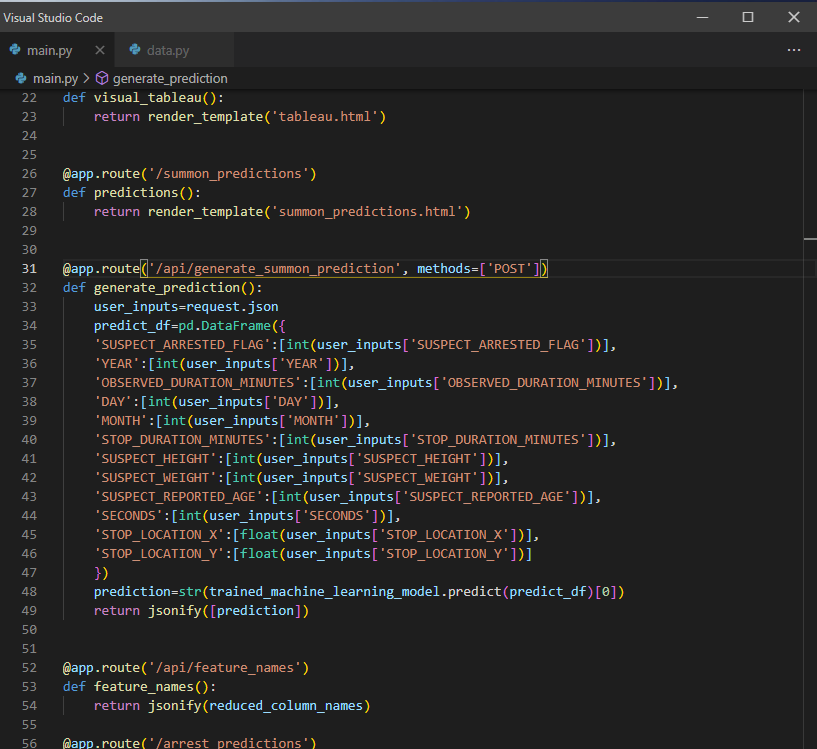 Visual Studio Code
main.py data.py
main.py generate_prediction
22 def visual_tableau():
23 return render_template('tableau.html')
24
25
26 @app.route('/summon_predictions')
27 def predictions():
28 return render_template('summon_predictions.html')
29
30
31 @app.route('/api/generate_summon_prediction', methods=['POST'])
32 def generate_prediction():
33 user_inputs=request.json
34 predict_df=pd.DataFrame({
35 'SUSPECT_ARRESTED_FLAG':[int(user_inputs['SUSPECT_ARRESTED_FLAG'])],
36 'YEAR':[int(user_inputs['YEAR'])],
37 'OBSERVED_DURATION_MINUTES':[int(user_inputs['OBSERVED_DURATION_MINUTES'])],
38 'DAY':[int(user_inputs['DAY'])],
39 'MONTH':[int(user_inputs['MONTH'])],
40 'STOP_DURATION_MINUTES':[int(user_inputs['STOP_DURATION_MINUTES'])],
41 'SUSPECT_HEIGHT':[int(user_inputs['SUSPECT_HEIGHT'])],
42 'SUSPECT_WEIGHT':[int(user_inputs['SUSPECT_WEIGHT'])],
43 'SUSPECT_REPORTED_AGE':[int(user_inputs['SUSPECT_REPORTED_AGE'])],
44 'SECONDS':[int(user_inputs['SECONDS'])],
45 'STOP_LOCATION_X':[float(user_inputs['STOP_LOCATION_X'])],
46 'STOP_LOCATION_Y':[float(user_inputs['STOP_LOCATION_Y'])]
47 })
48 prediction=str(trained_machine_learning_model.predict(predict_df)[0])
49 return jsonify([prediction])
50
51
52 @app.route('/api/feature_names')
53 def feature_names():
54 return jsonify(reduced_column_names)
55
56 @app.route('/arrest_predictions')